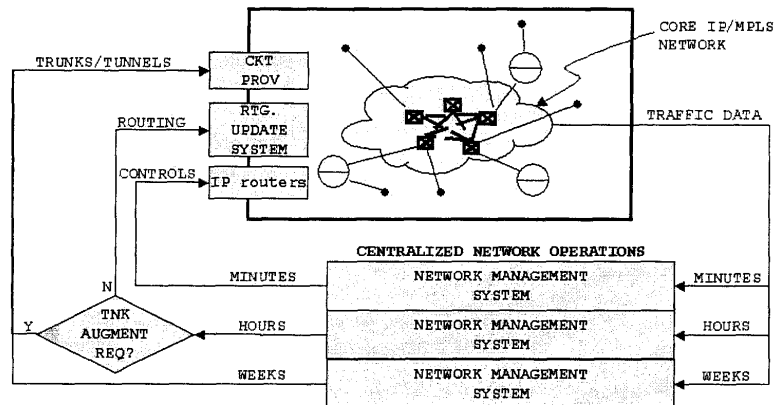 CORE IP/MPLS
NETWORK
TRUNKS/TUNNELS
CKT
PROV
ROUTING
RTG.
UPDATE
SYSTEM
TRAFFIC DATA
CONTROLS
IP routers
CENTRALIZED NETWORK OPERATIONS
MINUTES
NETWORK MANAGEMENT
SYSTEM
MINUTES
N
Y
TNK
AUGMENT
REQ?
HOURS
NETWORK MANAGEMENT
SYSTEM
HOURS
WEEKS
NETWORK MANAGEMENT
SYSTEM
WEEKS